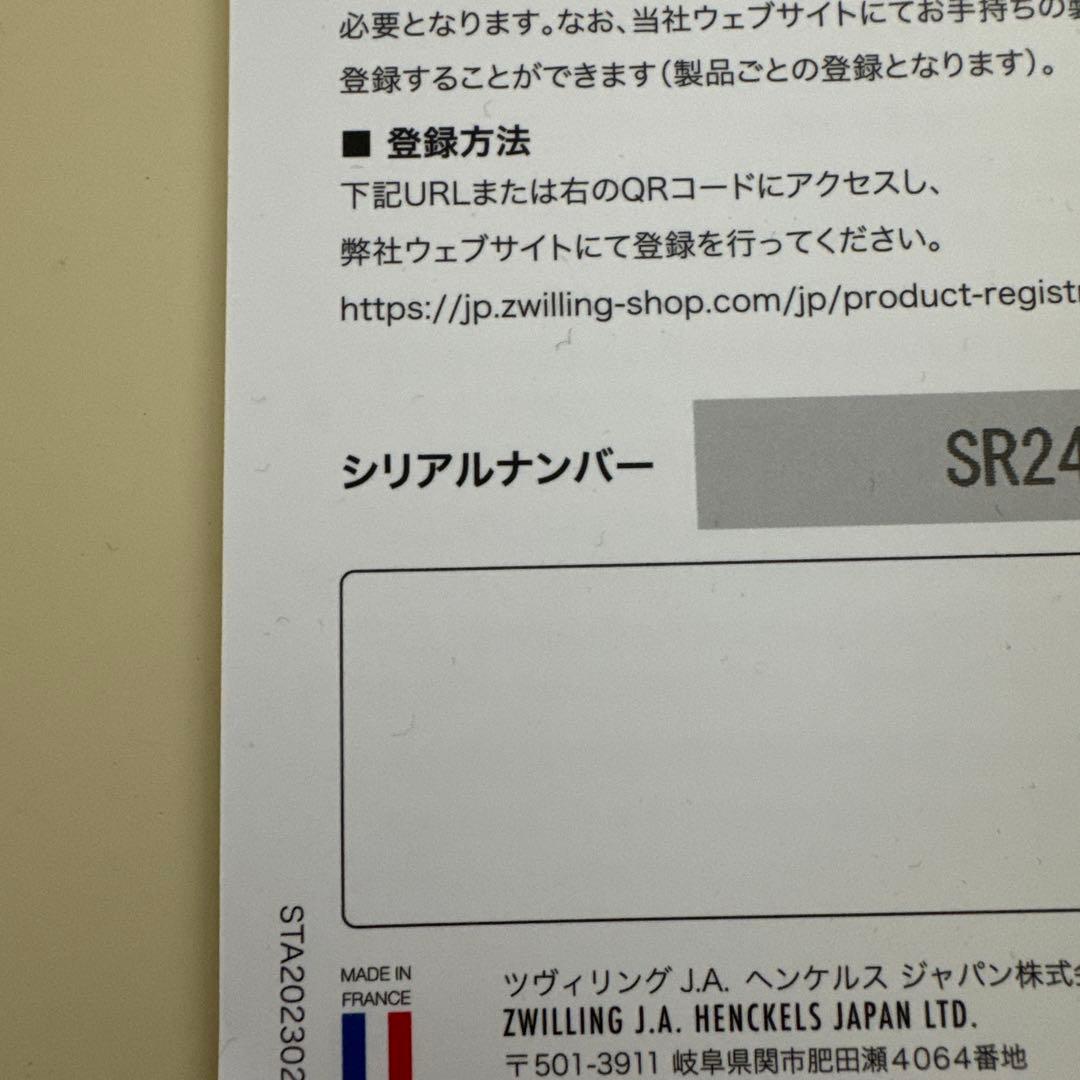 必要となります。なお、当社ウェブサイトにてお手持ちの製
登録することができます(製品ごとの登録となります)。
■ 登録方法
下記URLまたは右のQRコードにアクセスし、
弊社ウェブサイトにて登録を行ってください。
https://jp.zwilling-shop.com/jp/product-registr
シリアルナンバー SR24
STA202302
MADE IN
FRANCE
ツヴィリング J.A. ヘンケルス ジャパン株式会
ZWILLING J.A. HENCKELS JAPAN LTD.
〒501-3911 岐阜県関市肥田瀬4064番地